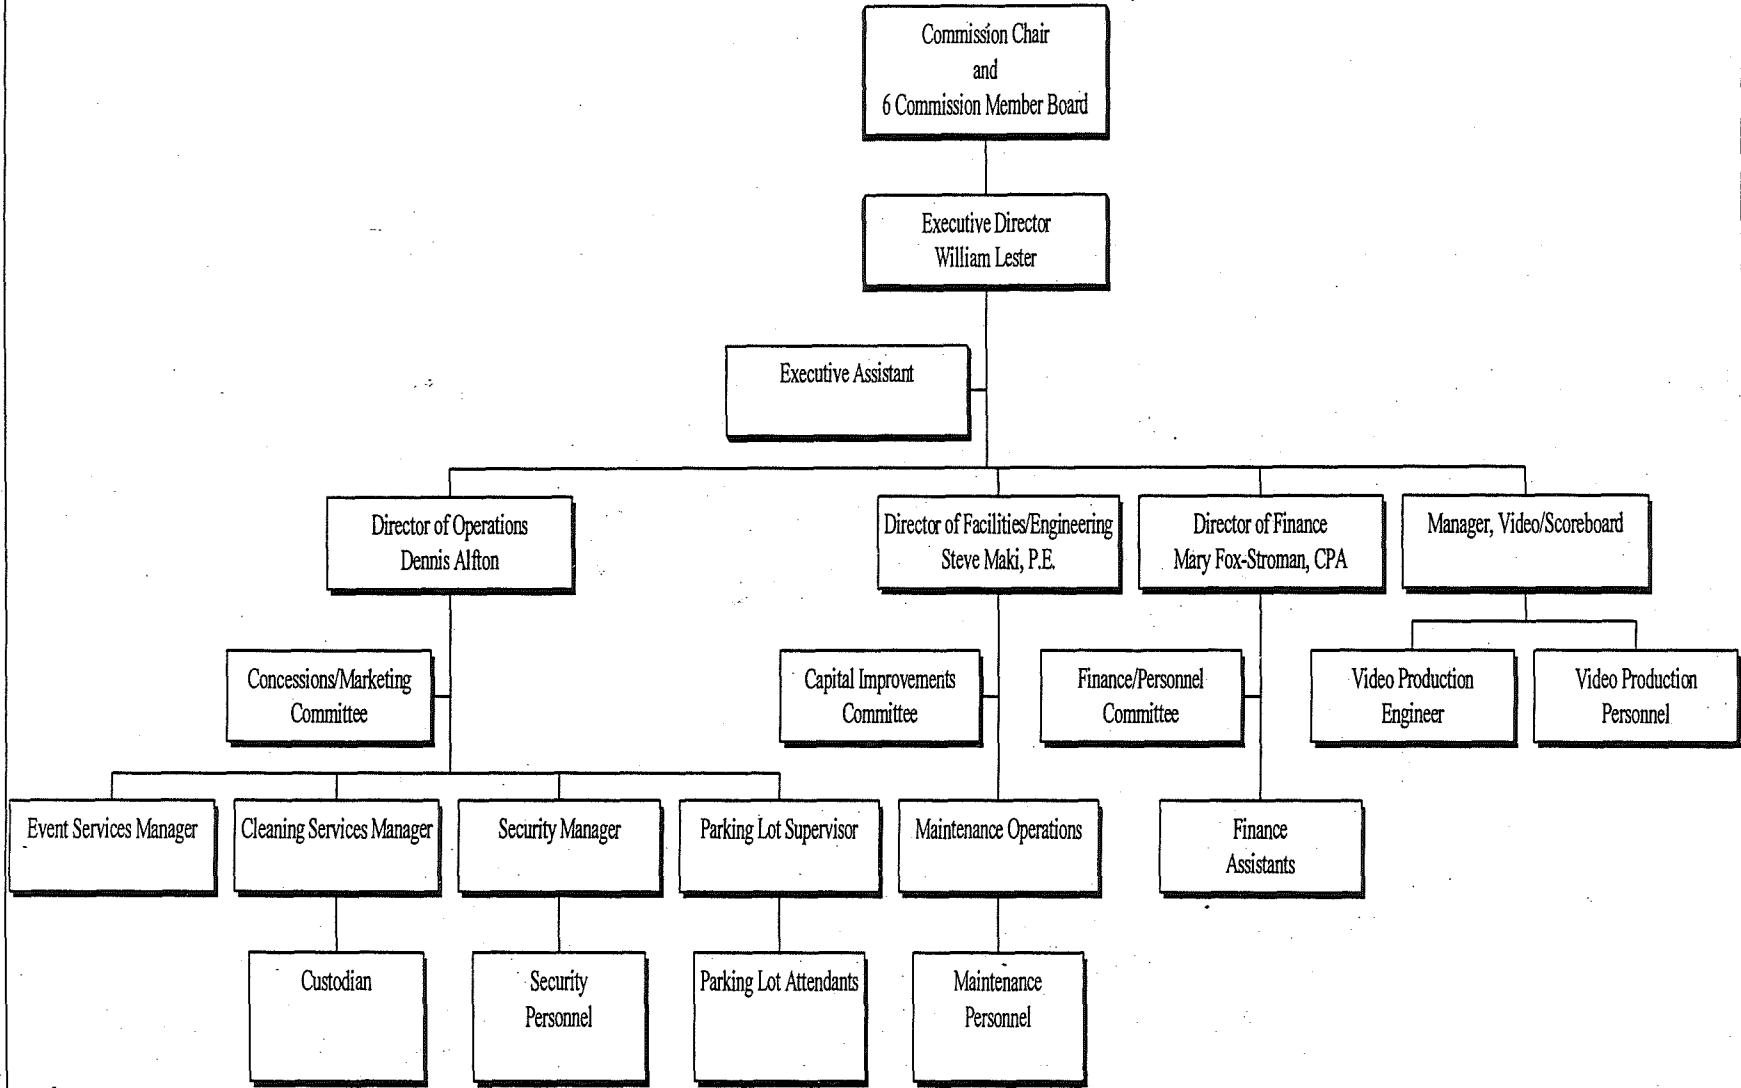 Commission Chair
and
6 Commission Member Board
Executive Director
William Lester
Executive Assistant
Director of Operations
Dennis Alfton
Director of Facilities/Engineering
Steve Maki, P.E.
Director of Finance
Mary Fox-Stroman, CPA
Manager, Video/Scoreboard
Concessions/Marketing
Committee
Capital Improvements
Committee
Finance/Personnel
Committee
Video Production
Engineer
Video Production
Personnel
Event Services Manager
Cleaning Services Manager
Security Manager
Parking Lot Supervisor
Maintenance Operations
Finance
Assistants
Custodian
Security
Personnel
Parking Lot Attendants
Maintenance
Personnel